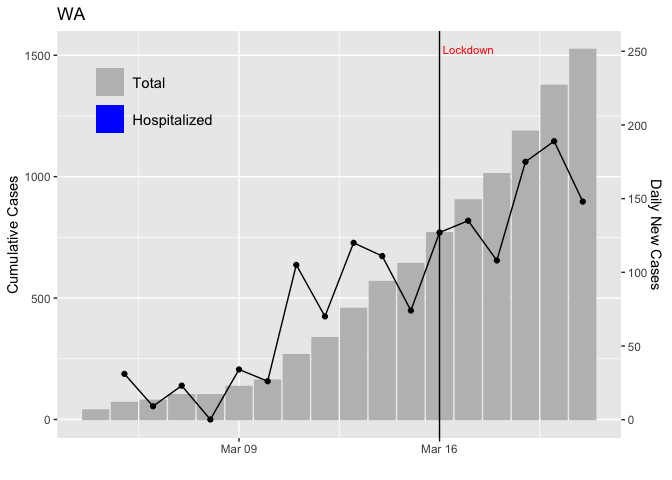 WA
Cumulative Cases
1500
1000
500
0
Total
Hospitalized
Lockdown
250
200
150
100
50
0
Daily New Cases
Mar 09
Mar 16